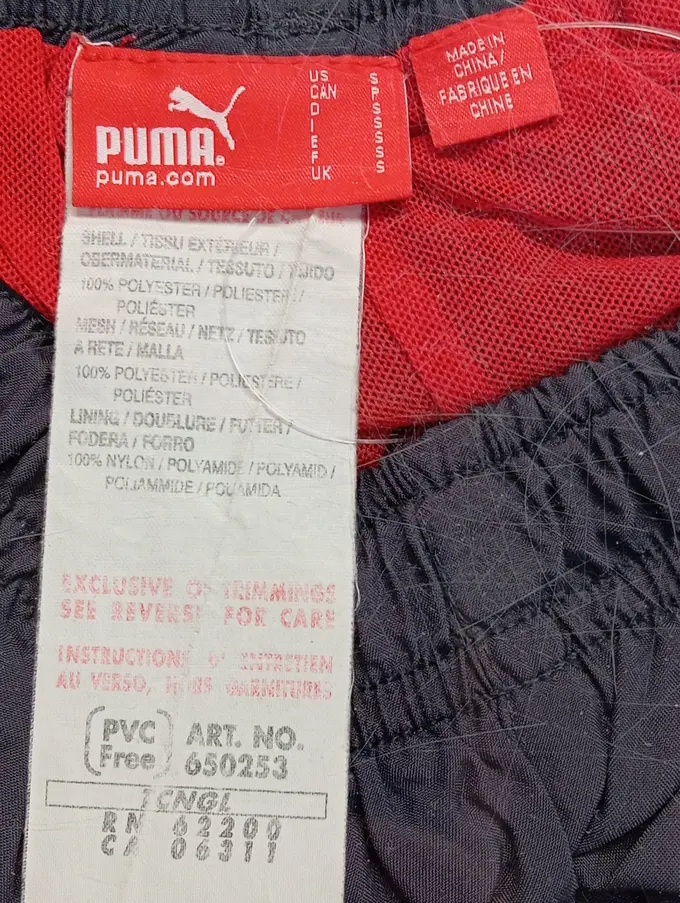 PUMA®
puma.com
US S
CAN P
D S
I S
E S
F S
UK S
MADE IN
CHINA/
FABRIQUE EN
CHINE
SHELL / TISSU EXTÉRIEUR /
OBERMATERIAL / TESSUTO / TEJIDO
100% POLYESTER / POLIESTERE /
POLIÉSTER
MESH / RÉSEAU / NETZ / TESSUTO
A RETE / MALLA
100% POLYESTER / POLIESTERE /
POLIÉSTER
LINING / DOUBLURE / FUTTER /
FODERA / FORRO
100% NYLON / POLYAMIDE / POLYAMID /
POLIAMMIDE / POLIAMIDA
EXCLUSIVE OF TRIMMINGS
SEE REVERSE FOR CARE
INSTRUCTIONS D' ENTRETIEN
AU VERSO, HORS GARNITURES
(PVC Free) ART. NO.
650253
TCNGL
RN 62200
CA 06311